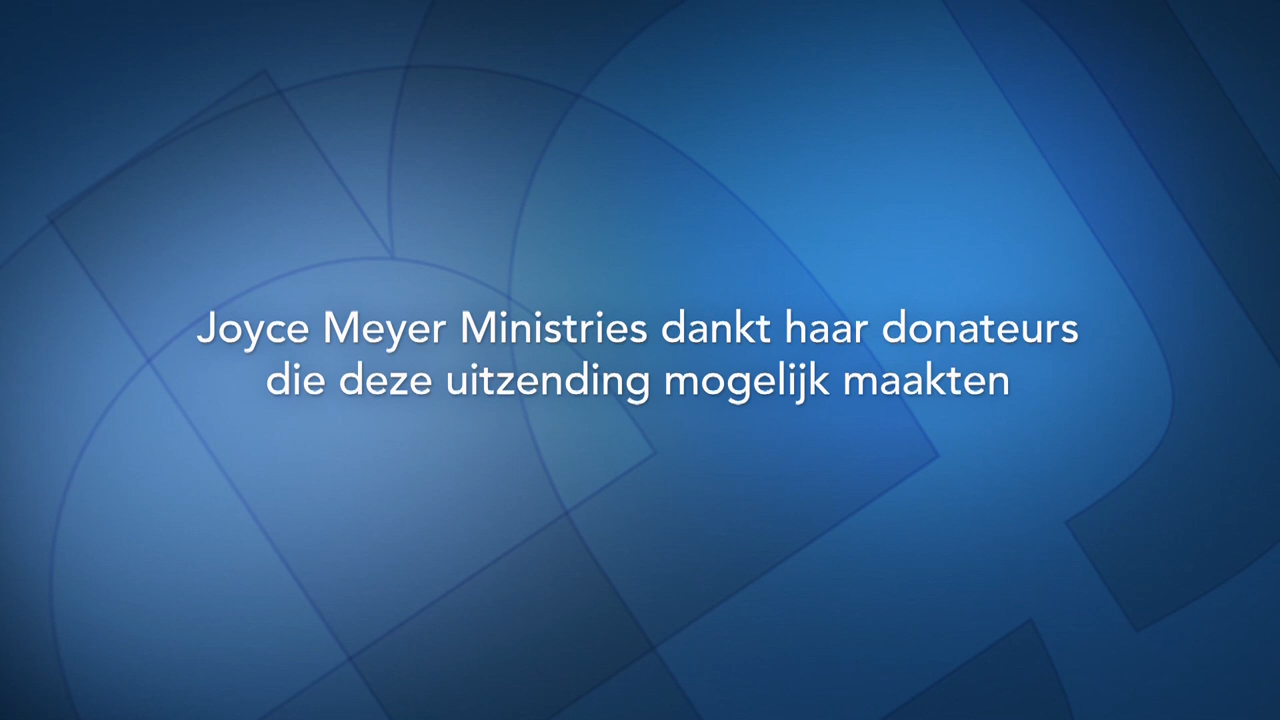 Joyce Meyer Ministries dankt haar donateurs
die deze uitzending mogelijk maakten